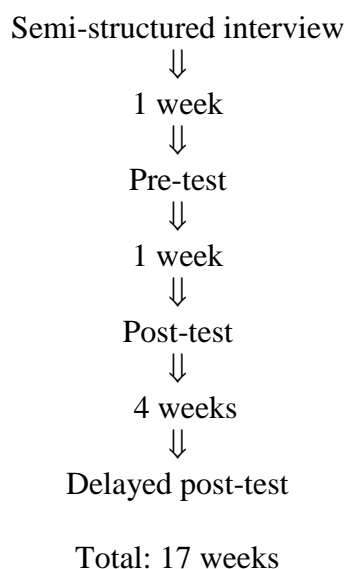 Semi-structured interview
⇓
1 week
⇓
Pre-test
⇓
1 week
⇓
Post-test
⇓
4 weeks
⇓
Delayed post-test
Total: 17 weeks